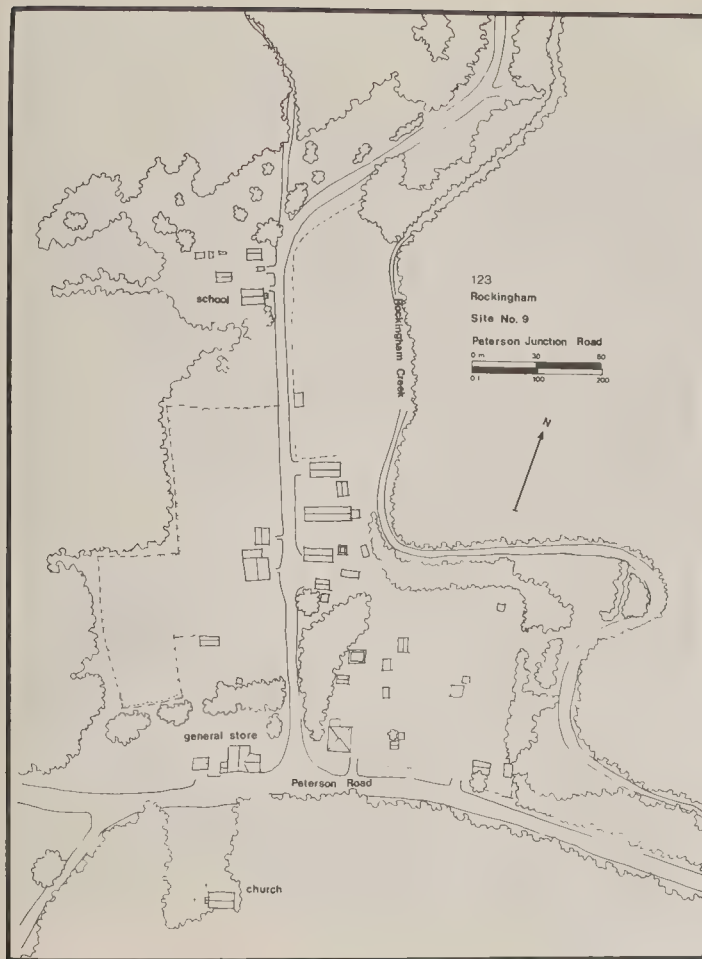 school
Rockingham Creek
123
Rockingham
Site No. 9
Peterson Junction Road
0 m 30 60
0 f 100 200
N
general store
Peterson Road
church